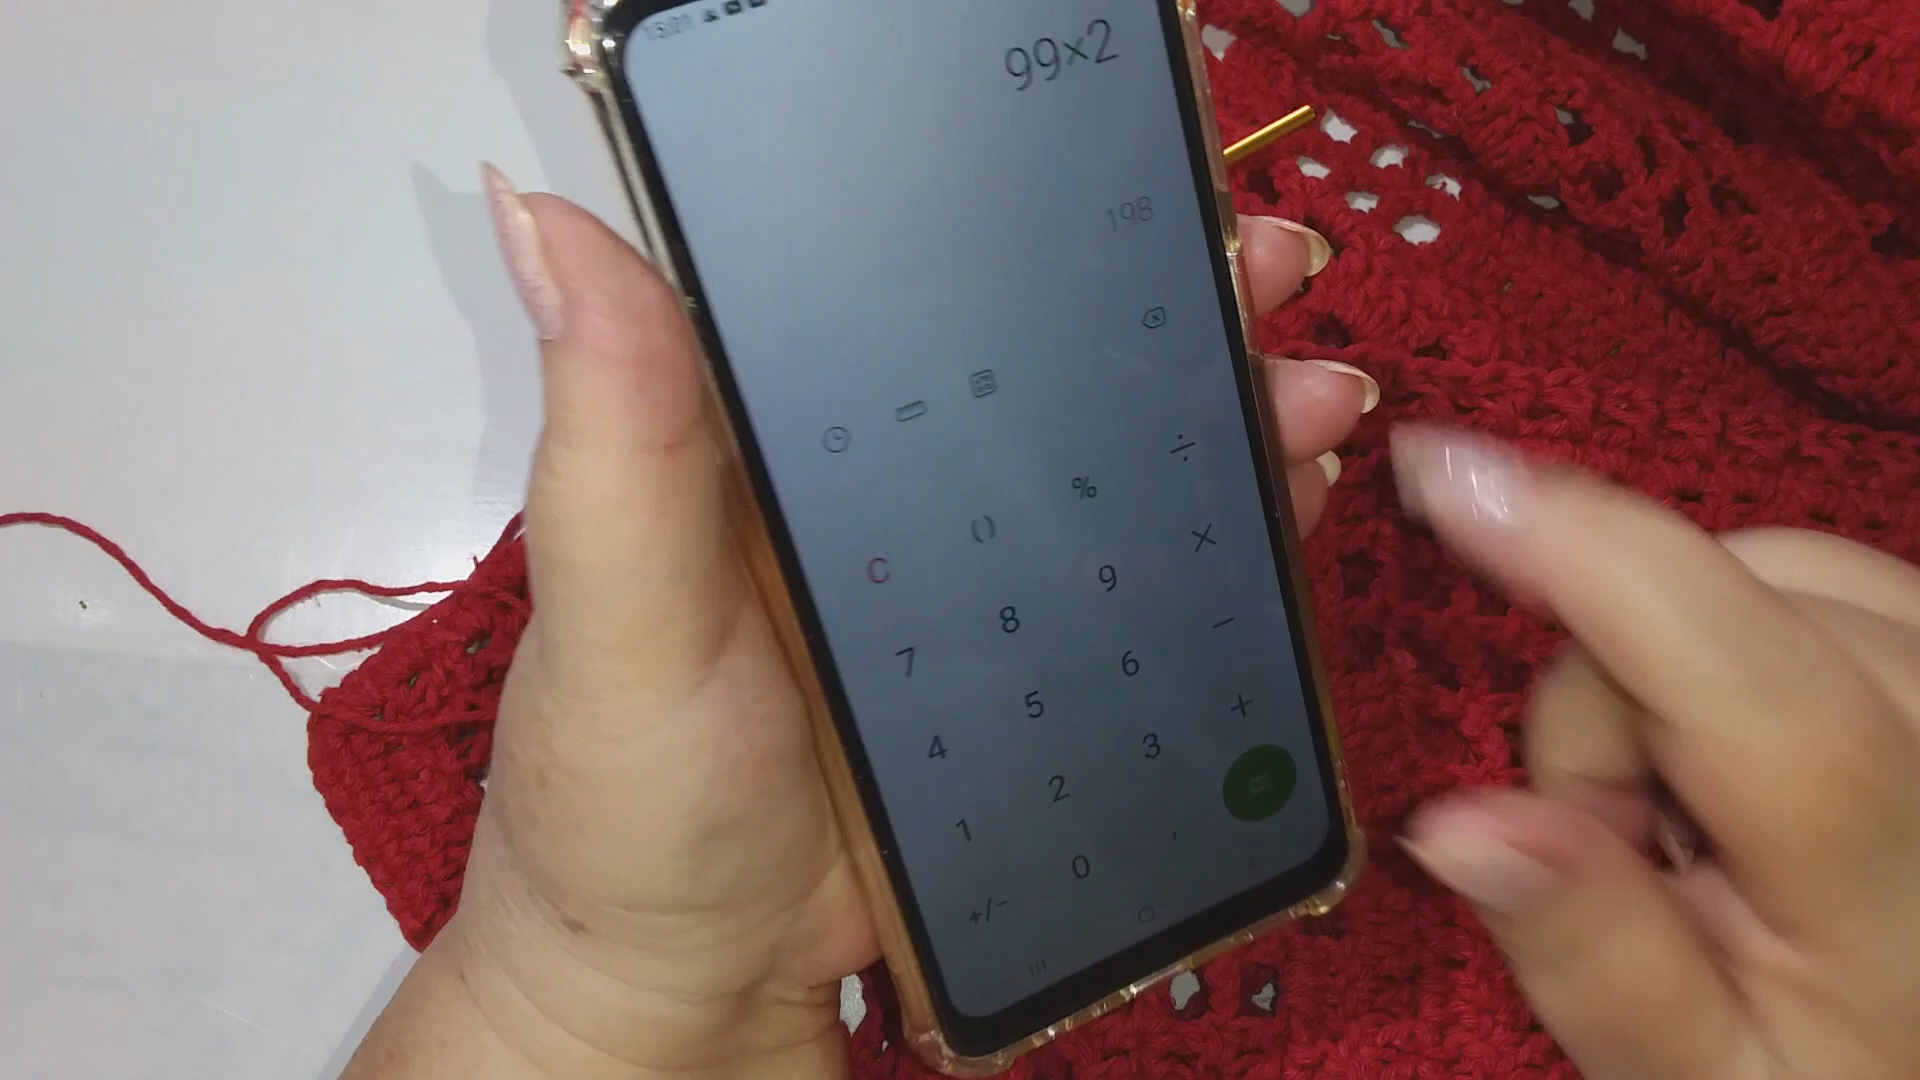 99×2
198
C () % ÷
7 8 9 ×
4 5 6 −
1 2 3 +
+/− 0 , =